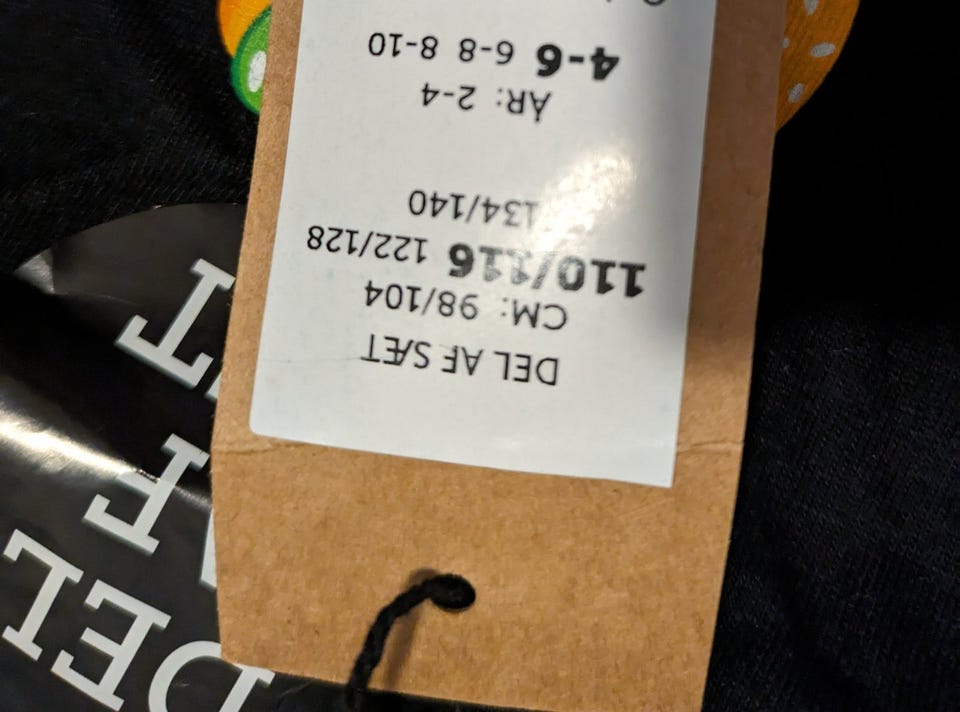 DEL AF SÆT
CM: 98/104
110/116 122/128
134/140
ÅR: 2-4
4-6 6-8 8-10
DEL